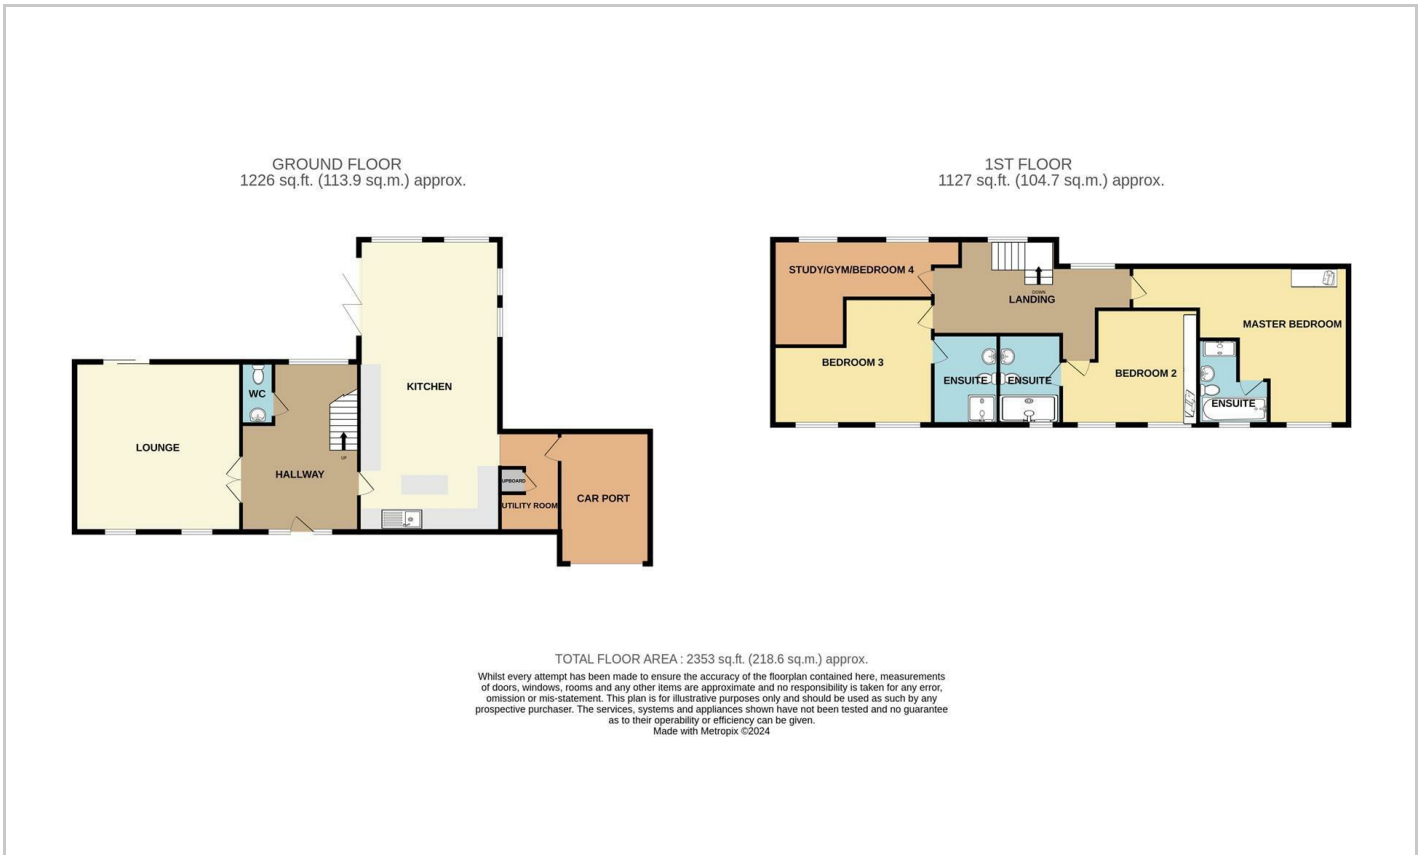 GROUND FLOOR
1226 sq.ft. (113.9 sq.m.) approx.
WC
KITCHEN
LOUNGE
HALLWAY
UP
UPBOARD
UTILITY ROOM
CAR PORT
1ST FLOOR
1127 sq.ft. (104.7 sq.m.) approx.
STUDY/GYM/BEDROOM 4
DOWN
LANDING
MASTER BEDROOM
BEDROOM 3
BEDROOM 2
ENSUITE
ENSUITE
ENSUITE
TOTAL FLOOR AREA : 2353 sq.ft. (218.6 sq.m.) approx.
Whilst every attempt has been made to ensure the accuracy of the floorplan contained here, measurements
of doors, windows, rooms and any other items are approximate and no responsibility is taken for any error,
omission or mis-statement. This plan is for illustrative purposes only and should be used as such by any
prospective purchaser. The services, systems and appliances shown have not been tested and no guarantee
as to their operability or efficiency can be given.
Made with Metropix ©2024